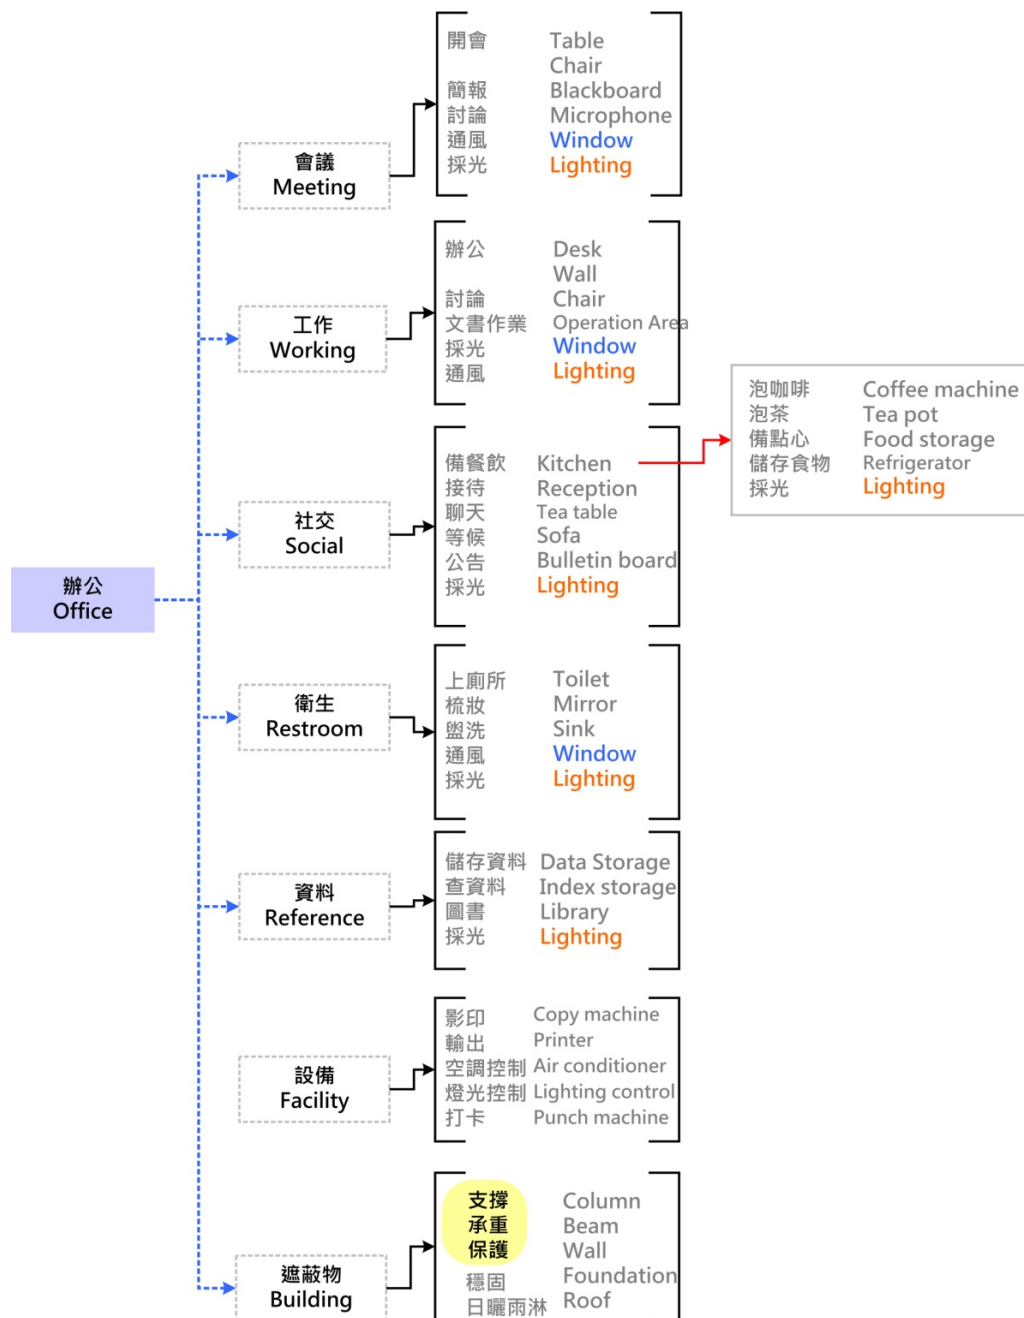 開會 Table
Chair
簡報 Blackboard
討論 Microphone
通風 Window
採光 Lighting
會議
Meeting
辦公 Desk
Wall
討論 Chair
文書作業 Operation Area
採光 Window
通風 Lighting
工作
Working
備餐飲 Kitchen
接待 Reception
聊天 Tea table
等候 Sofa
公告 Bulletin board
採光 Lighting
泡咖啡 Coffee machine
泡茶 Tea pot
備點心 Food storage
儲存食物 Refrigerator
採光 Lighting
社交
Social
辦公
Office
上廁所 Toilet
梳妝 Mirror
盥洗 Sink
通風 Window
採光 Lighting
衛生
Restroom
儲存資料 Data Storage
查資料 Index storage
圖書 Library
採光 Lighting
資料
Reference
影印 Copy machine
輸出 Printer
空調控制 Air conditioner
燈光控制 Lighting control
打卡 Punch machine
設備
Facility
支撐 Column
承重 Beam
保護 Wall
穩固 Foundation
日曬雨淋 Roof
遮蔽物
Building